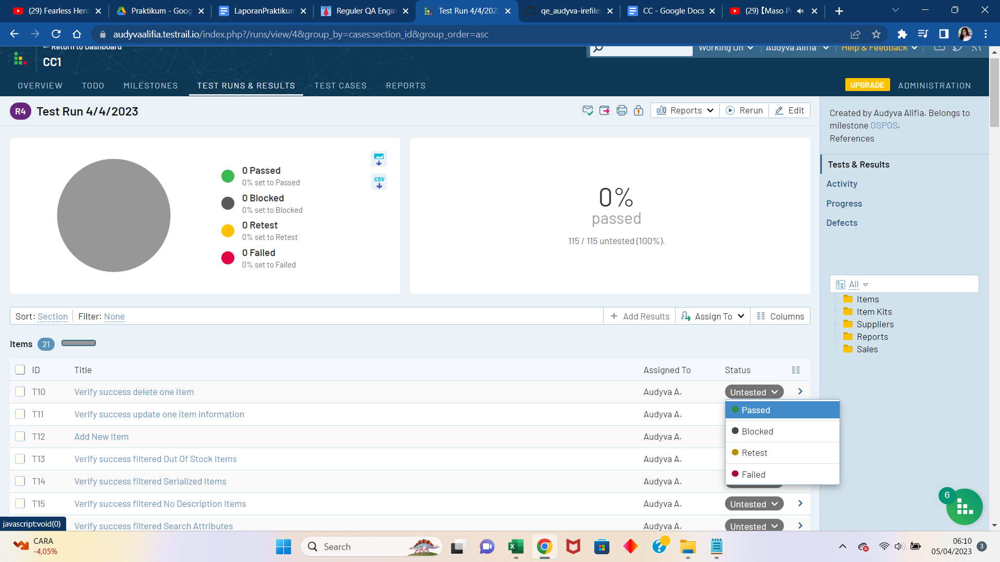 (29) Fearless Hero
Praktikum - Goog
LaporanPraktikum
Reguler QA Engin
Test Run 4/4/202
qe_audyva-irefilev
CC - Google Docs
(29)
audyvaalifia.testrail.io/index.php?/runs/view/4&group_by=cases:section_id&group_order=asc
← Return to Dashboard
CC1
Working On
Audyva Alifia
Help & Feedback
OVERVIEW
TODO
MILESTONES
TEST RUNS & RESULTS
TEST CASES
REPORTS
UPGRADE
ADMINISTRATION
R4
Test Run 4/4/2023
Reports
Rerun
Edit
Created by Audyva Alifia. Belongs to
milestone OSPOS.
References
0 Passed
0% set to Passed
0 Blocked
0% set to Blocked
0 Retest
0% set to Retest
0 Failed
0% set to Failed
CSV
0%
passed
115 / 115 untested (100%).
Tests & Results
Activity
Progress
Defects
All
Items
Item Kits
Suppliers
Reports
Sales
Sort: Section
Filter: None
+ Add Results
Assign To
Columns
Items 21
ID
Title
Assigned To
Status
T10 Verify success delete one item Audyva A. Untested
T11 Verify success update one item information Audyva A.
T12 Add New Item Audyva A.
T13 Verify success filtered Out Of Stock Items Audyva A.
T14 Verify success filtered Serialized Items Audyva A.
T15 Verify success filtered No Description Items Audyva A. Untested
Verify success filtered Search Attributes Audyva A. Untested
Passed
Blocked
Retest
Failed
6
javascript:void(0)
CARA
-4,05%
Search
06:10
05/04/2023
3